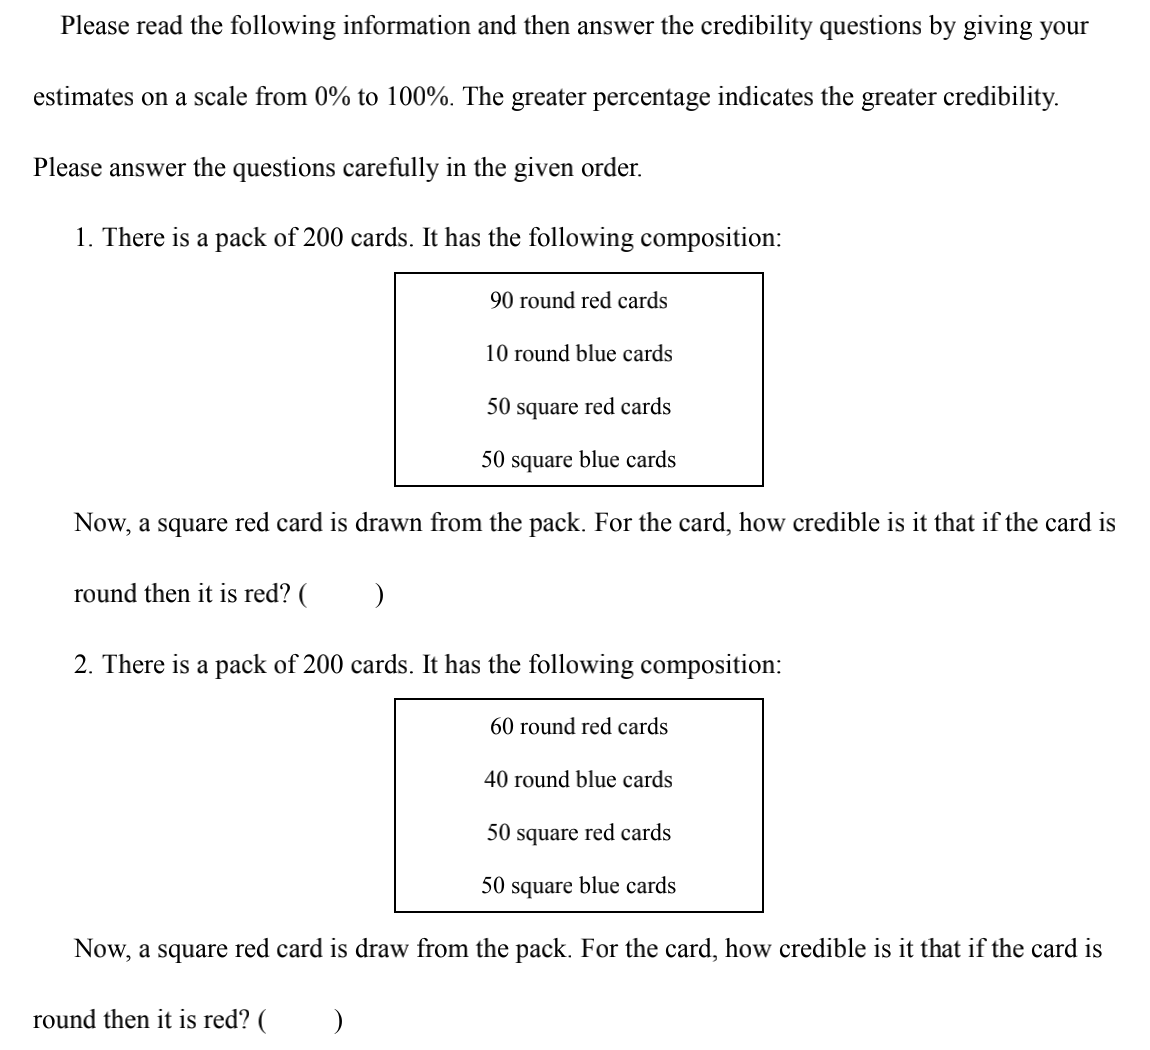 Please read the following information and then answer the credibility questions by giving your
estimates on a scale from 0% to 100%. The greater percentage indicates the greater credibility.
Please answer the questions carefully in the given order.
1. There is a pack of 200 cards. It has the following composition:
90 round red cards
10 round blue cards
50 square red cards
50 square blue cards
Now, a square red card is drawn from the pack. For the card, how credible is it that if the card is
round then it is red? (        )
2. There is a pack of 200 cards. It has the following composition:
60 round red cards
40 round blue cards
50 square red cards
50 square blue cards
Now, a square red card is draw from the pack. For the card, how credible is it that if the card is
round then it is red? (        )